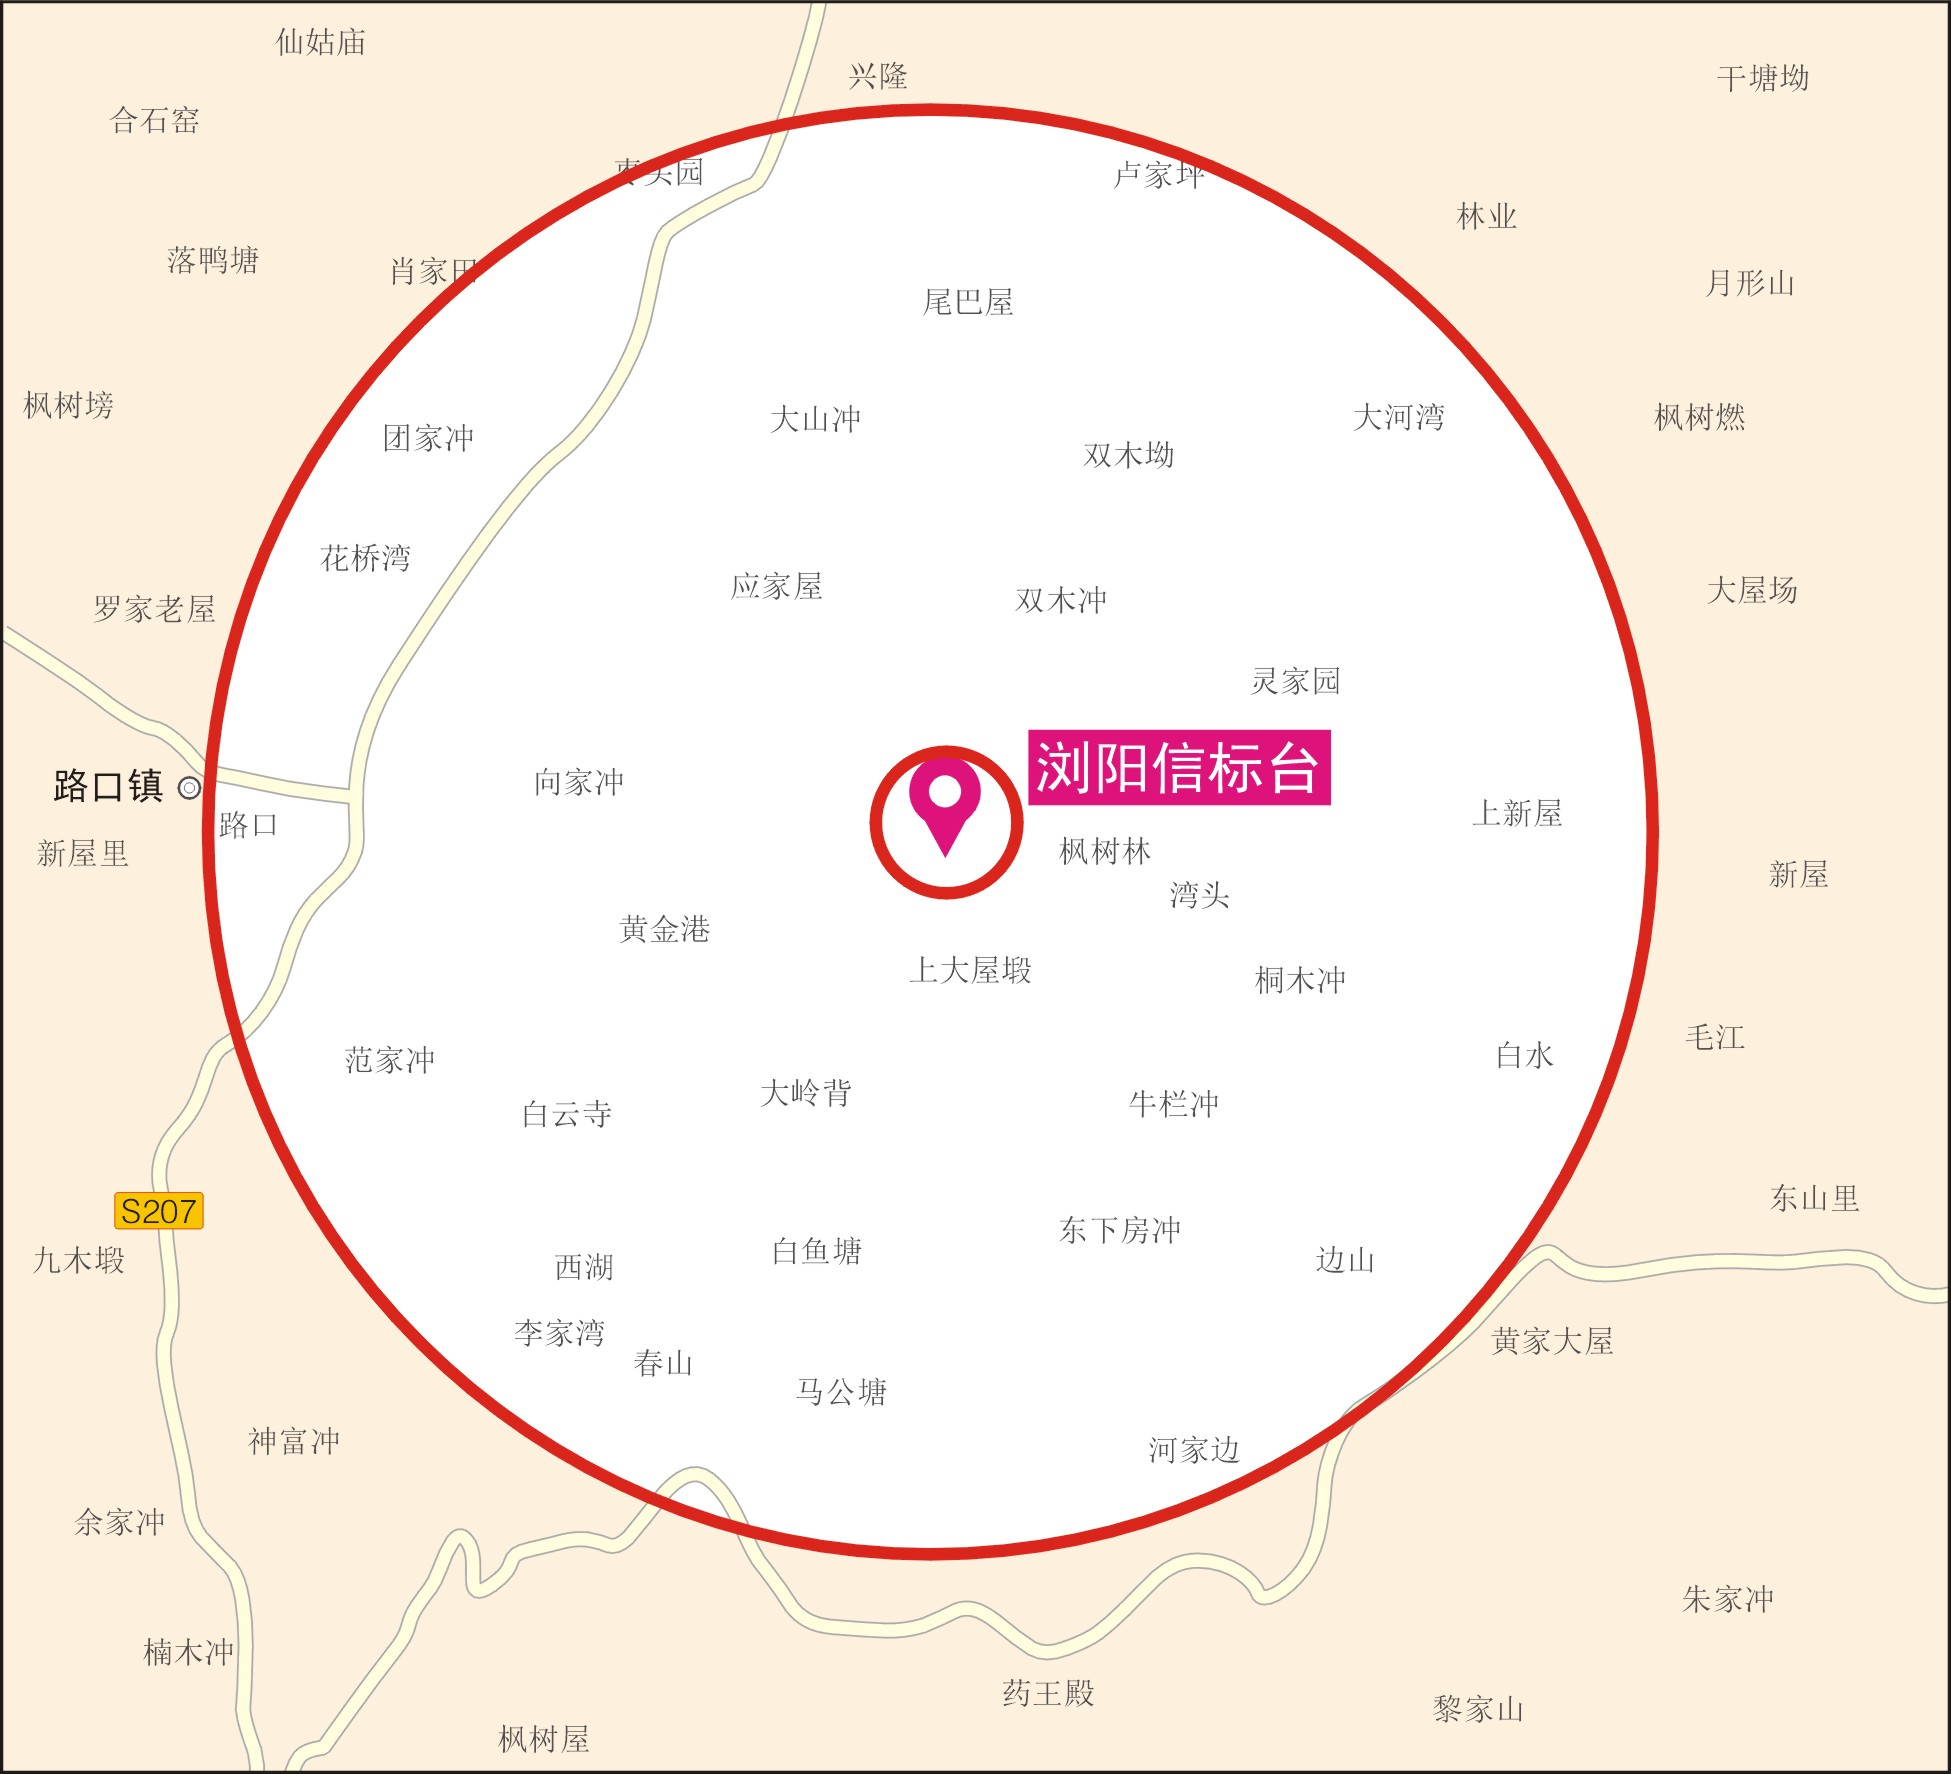 仙姑庙
兴隆
干塘坳
合石窑
枣头园
卢家坪
林业
落鸭塘
肖家田
月形山
尾巴屋
枫树塝
团家冲
大山冲
双木坳
大河湾
枫树燃
花桥湾
应家屋
双木冲
大屋场
罗家老屋
灵家园
浏阳信标台
路口镇
向家冲
路口
上新屋
新屋里
枫树林
新屋
湾头
黄金港
上大屋塅
桐木冲
毛江
范家冲
白水
白云寺
大岭背
牛栏冲
东山里
S207
九木塅
西湖
白鱼塘
东下房冲
边山
李家湾
春山
黄家大屋
马公塘
神富冲
河家边
余家冲
朱家冲
楠木冲
药王殿
黎家山
枫树屋